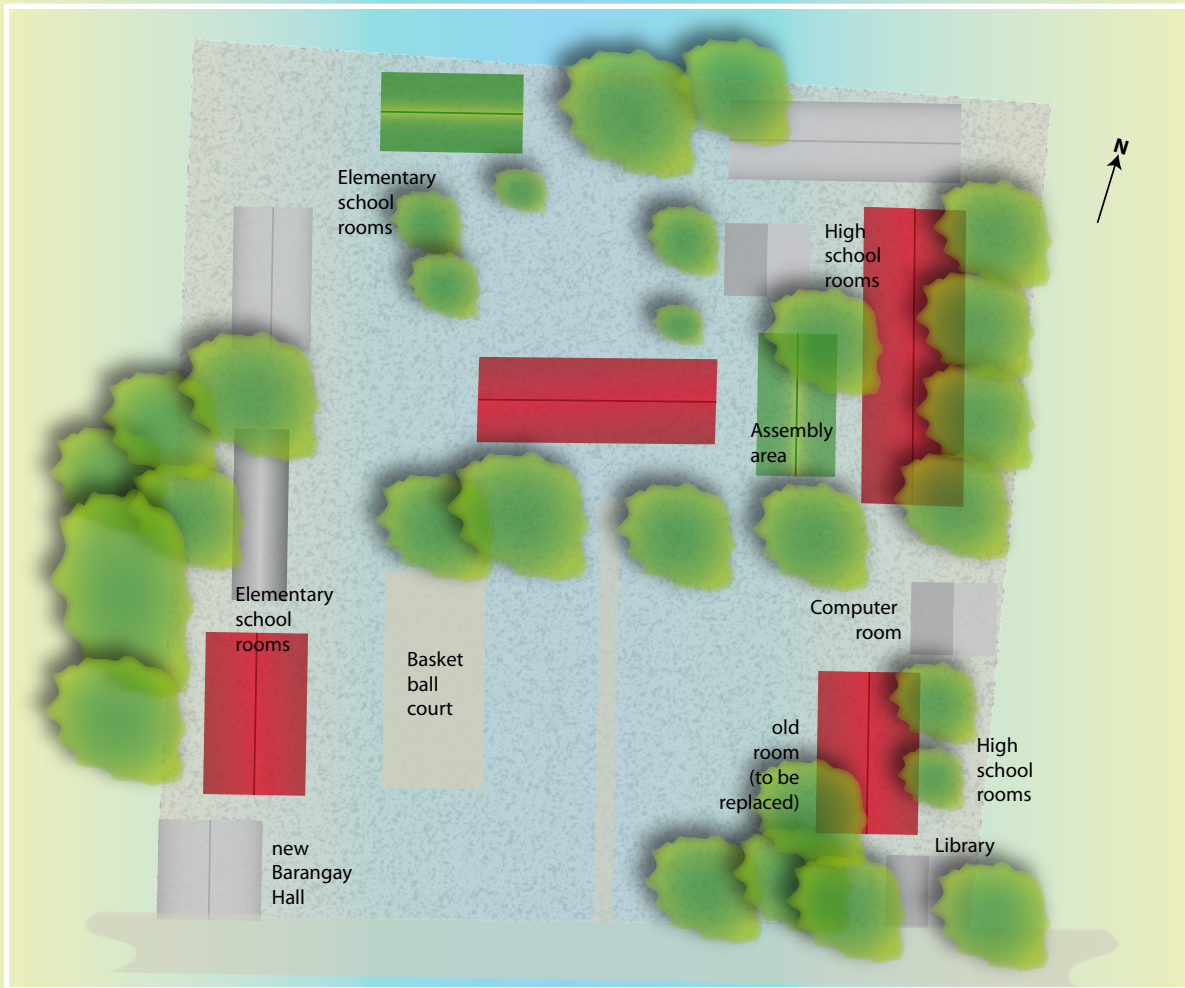 N
Elementary
school
rooms
High
school
rooms
Assembly
area
Elementary
school
rooms
Computer
room
Basket
ball
court
old
room
(to be
replaced)
High
school
rooms
new
Barangay
Hall
Library